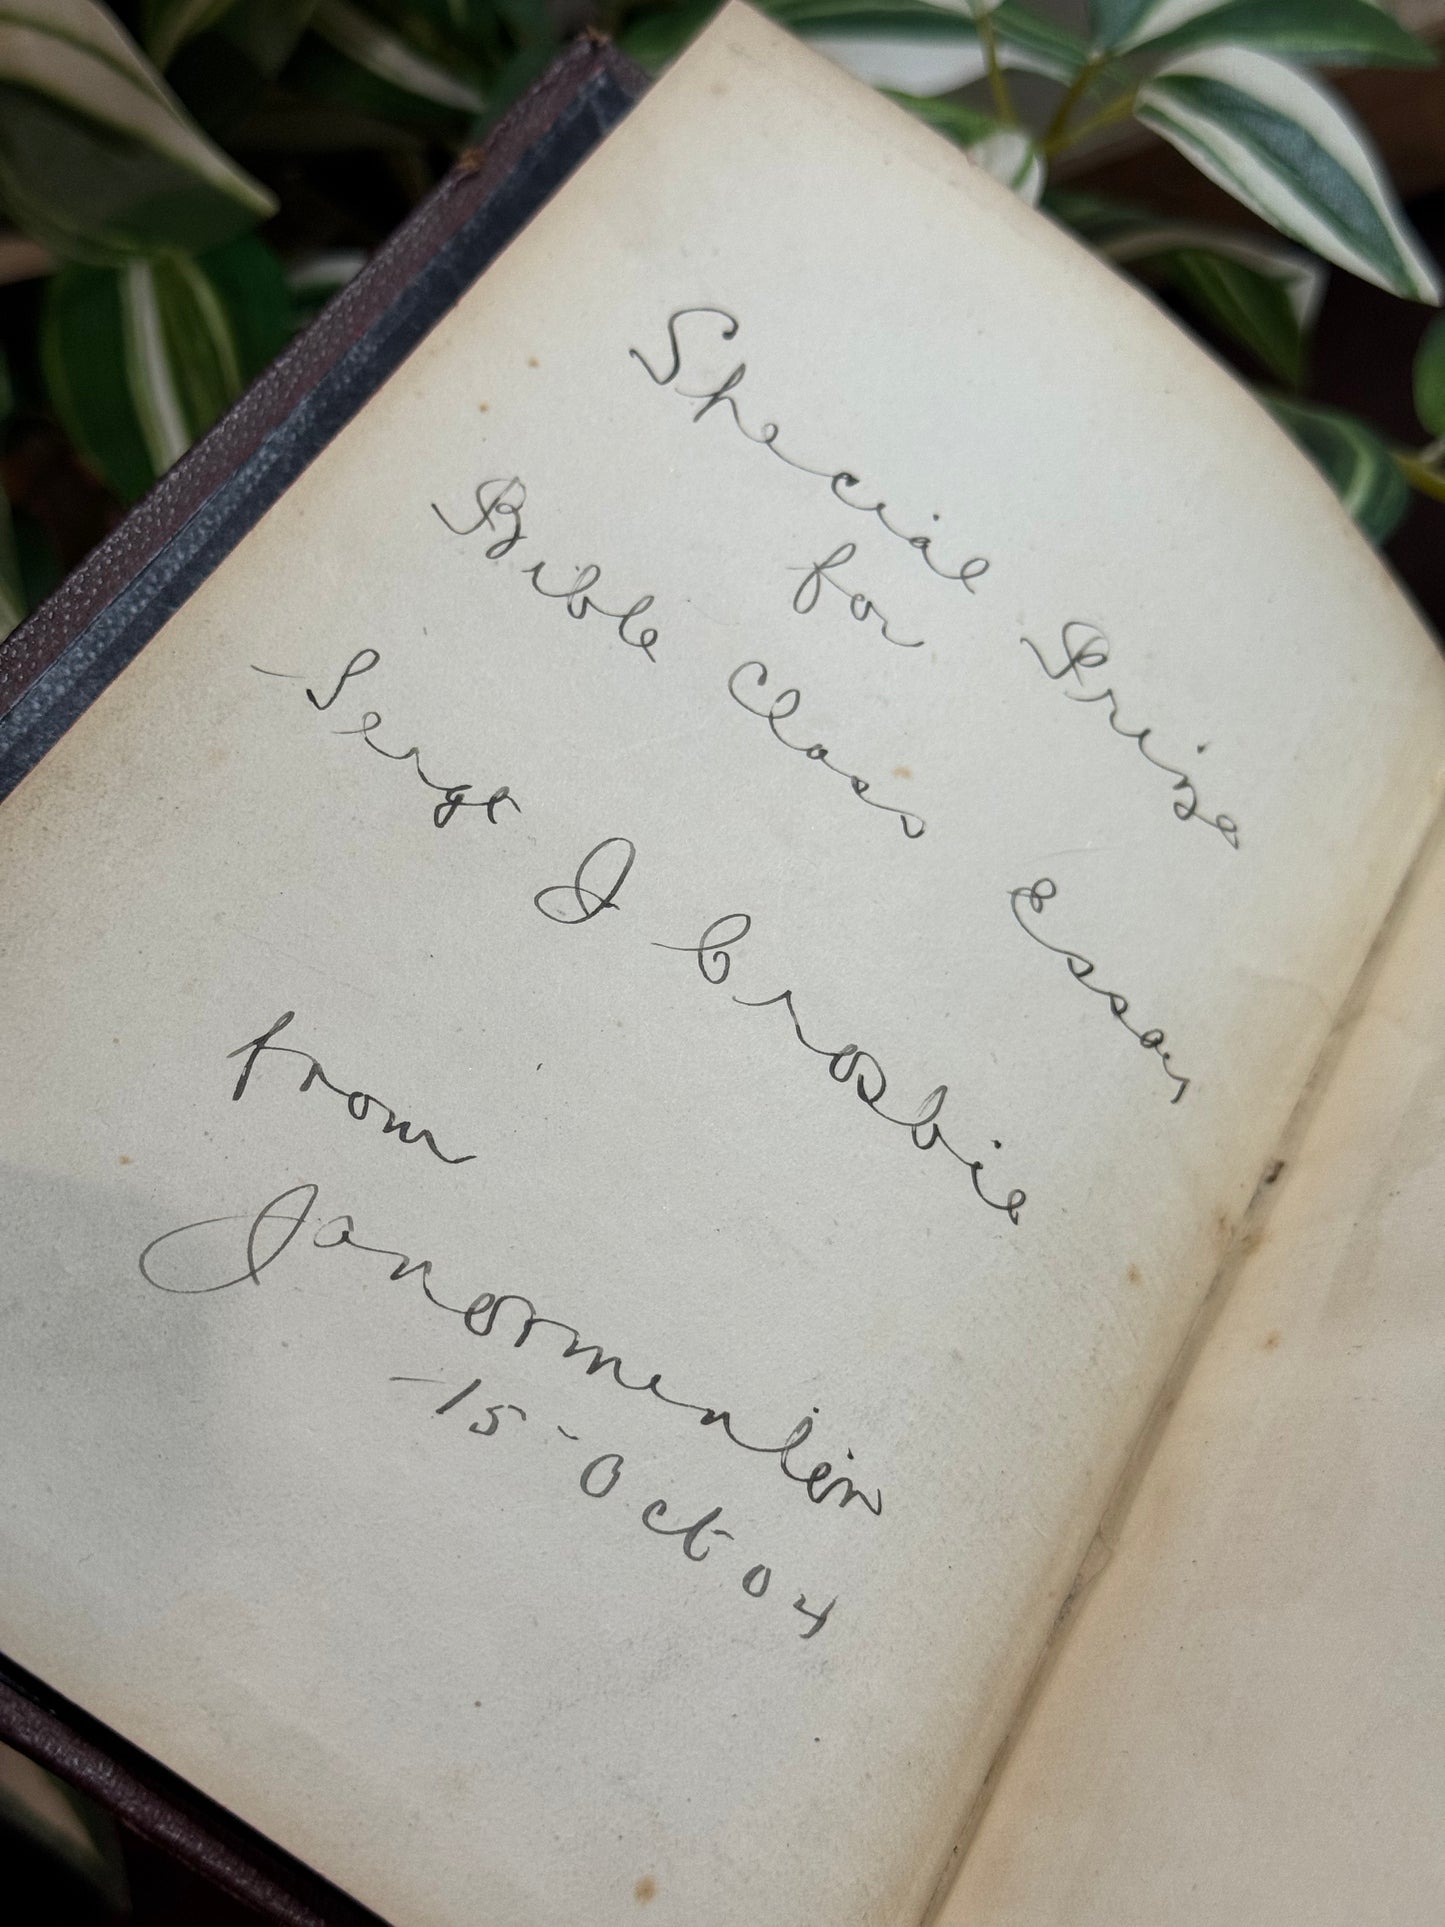 Special Prize
for
Bible Class Essay
Sergt J Crosbie
from
-15-Oct 04